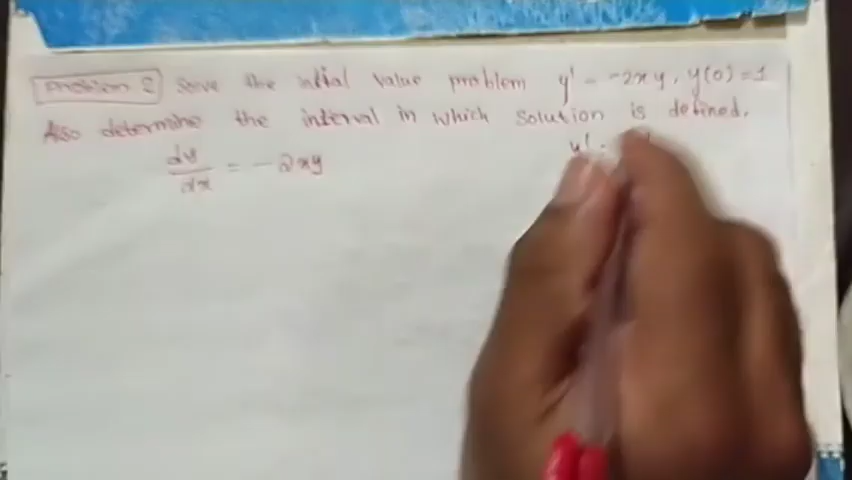 Problem 2 Solve the initial value problem y' = -2xy, y(0)=1
Also determine the interval in which solution is defined.
dy/dx = -2xy
y'